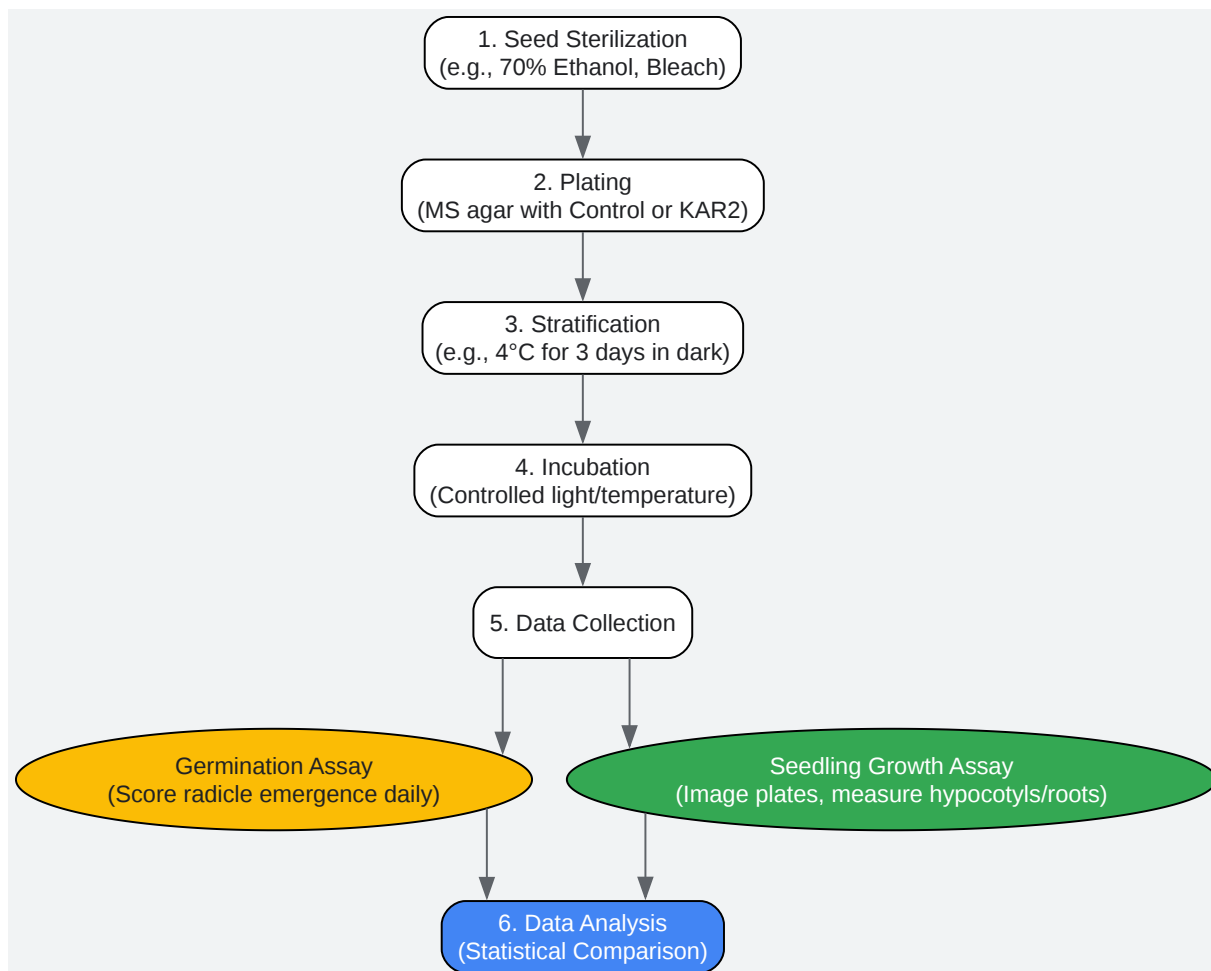 1. Seed Sterilization
(e.g., 70% Ethanol, Bleach)
2. Plating
(MS agar with Control or KAR2)
3. Stratification
(e.g., 4°C for 3 days in dark)
4. Incubation
(Controlled light/temperature)
5. Data Collection
Germination Assay
(Score radicle emergence daily)
Seedling Growth Assay
(Image plates, measure hypocotyls/roots)
6. Data Analysis
(Statistical Comparison)